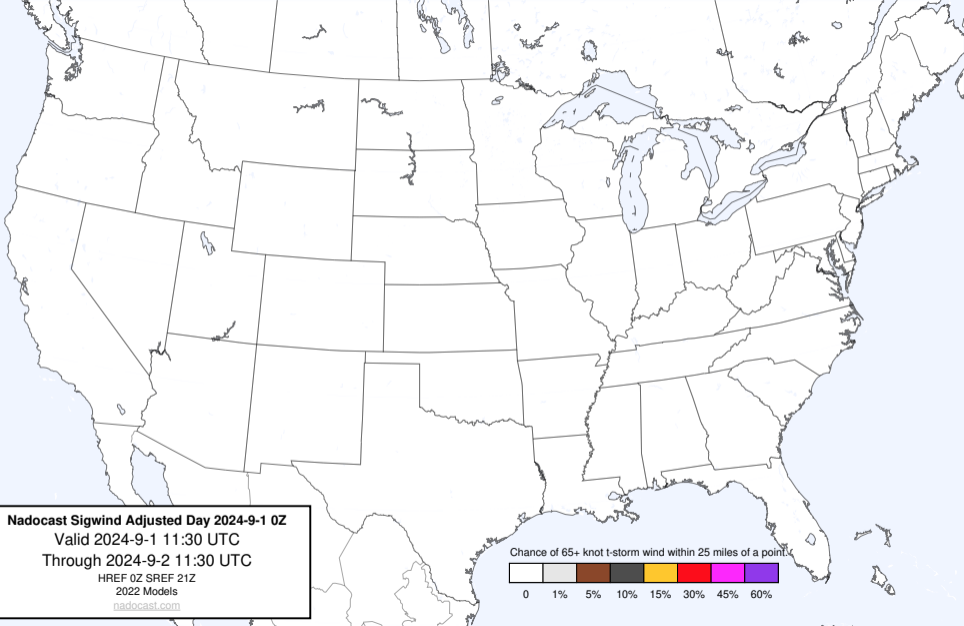 Nadocast Sigwind Adjusted Day 2024-9-1 0Z
Valid 2024-9-1 11:30 UTC
Through 2024-9-2 11:30 UTC
HREF 0Z SREF 21Z
2022 Models
nadocast.com
Chance of 65+ knot t-storm wind within 25 miles of a point.
0 1% 5% 10% 15% 30% 45% 60%